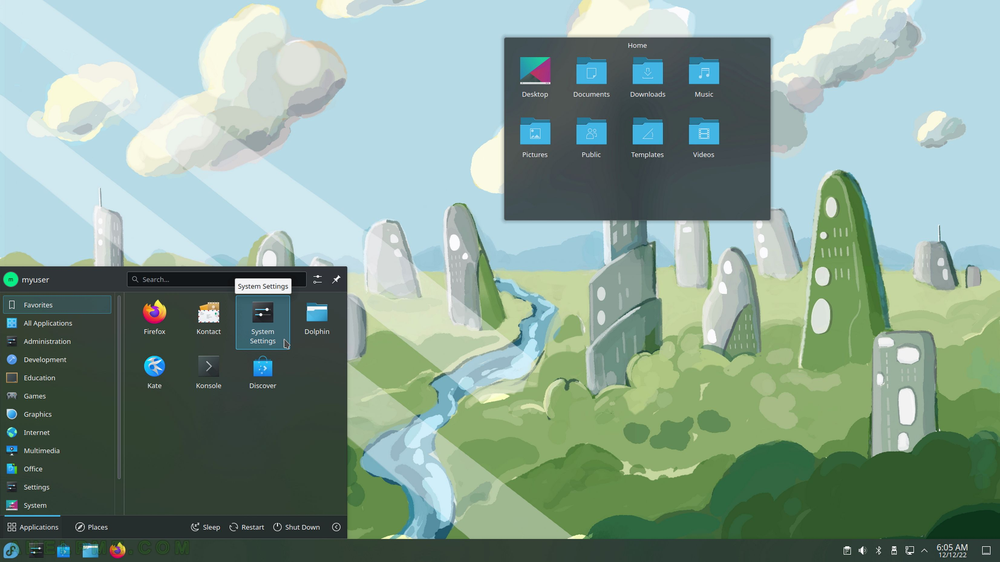 Home
Desktop
Documents
Downloads
Music
Pictures
Public
Templates
Videos
m
myuser
Search...
System Settings
Favorites
All Applications
Administration
Development
Education
Games
Graphics
Internet
Multimedia
Office
Settings
System
Firefox
Kontact
System
Settings
Dolphin
Kate
Konsole
Discover
Applications
Places
Sleep
Restart
Shut Down
AHELPME.COM
6:05 AM
12/12/22